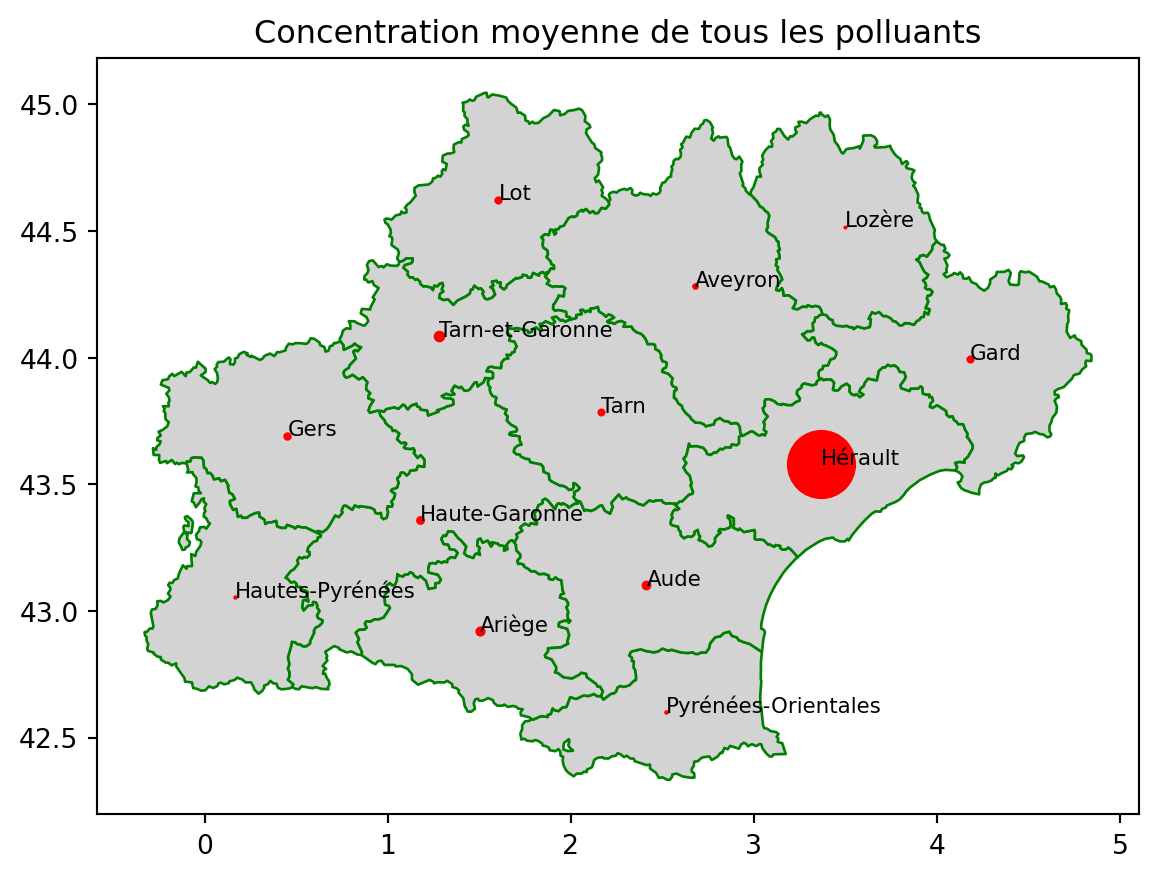 Concentration moyenne de tous les polluants
45.0
44.5
44.0
43.5
43.0
42.5
Lot
Lozère
Aveyron
Tarn-et-Garonne
Gard
Tarn
Gers
Hérault
Haute-Garonne
Aude
Hautes-Pyrénées
Ariège
Pyrénées-Orientales
0 1 2 3 4 5